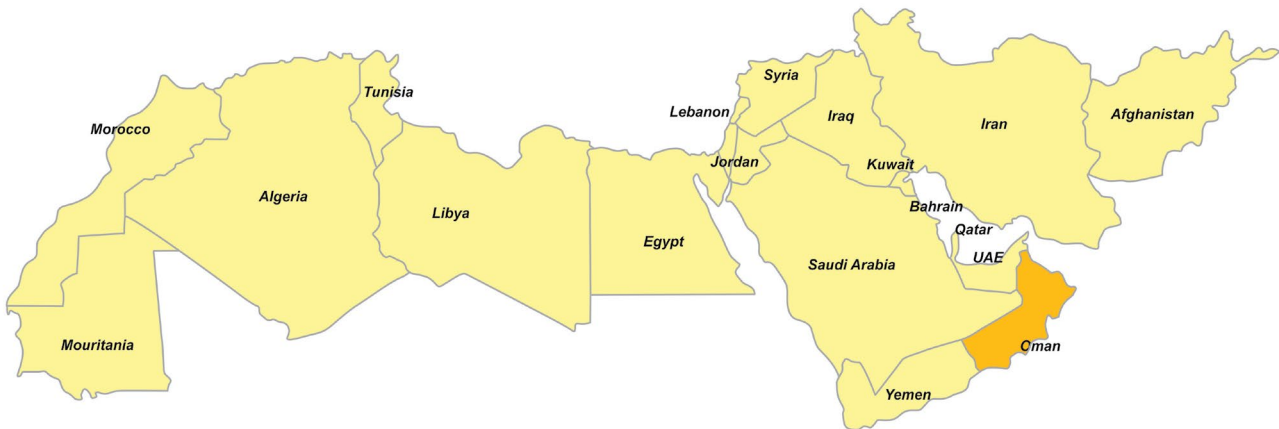 Syria
Tunisia
Lebanon
Afghanistan
Morocco
Iraq
Iran
Jordan
Kuwait
Algeria
Bahrain
Libya
Qatar
Egypt
UAE
Saudi Arabia
Mouritania
Oman
Yemen